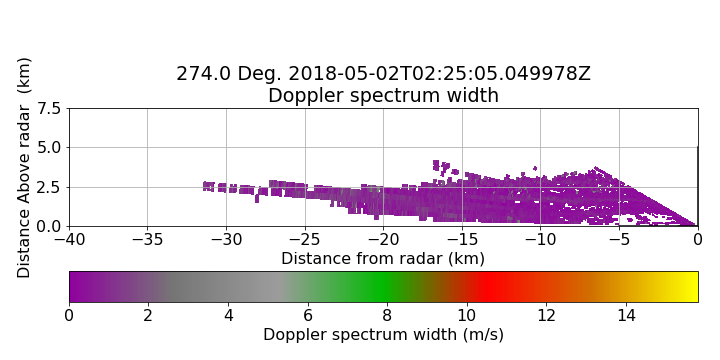 274.0 Deg. 2018-05-02T02:25:05.049978Z
Doppler spectrum width
Distance Above radar  (km)
7.5
5.0
2.5
0.0
−40 −35 −30 −25 −20 −15 −10 −5 0
Distance from radar (km)
0 2 4 6 8 10 12 14
Doppler spectrum width (m/s)